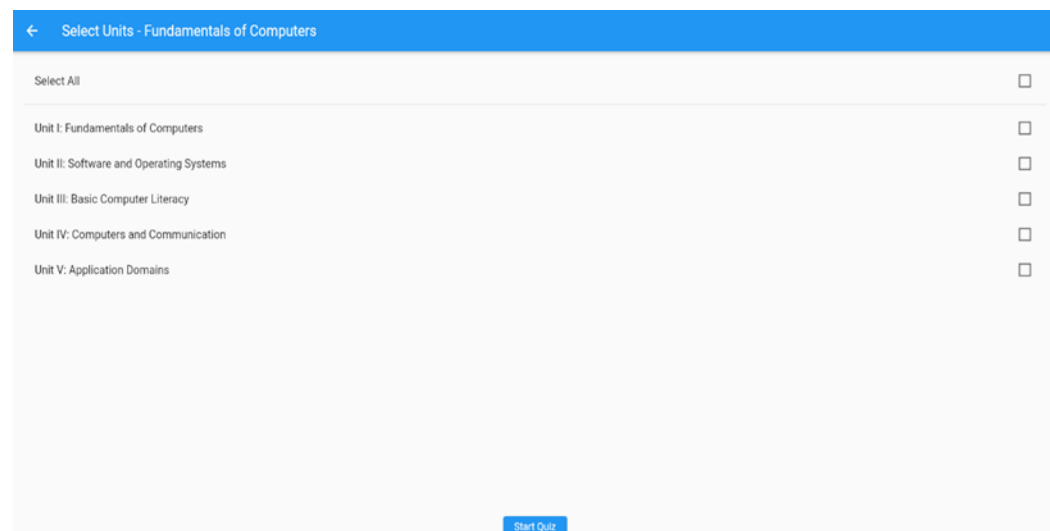 Select Units - Fundamentals of Computers
Select All
Unit I: Fundamentals of Computers
Unit II: Software and Operating Systems
Unit III: Basic Computer Literacy
Unit IV: Computers and Communication
Unit V: Application Domains
Start Quiz